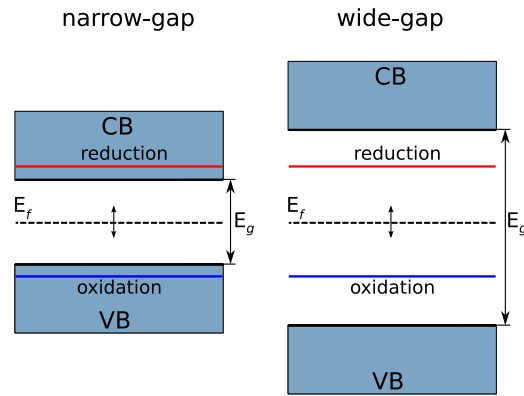 narrow-gap
CB
reduction
E_f
E_g
oxidation
VB
wide-gap
CB
reduction
E_f
E_g
oxidation
VB